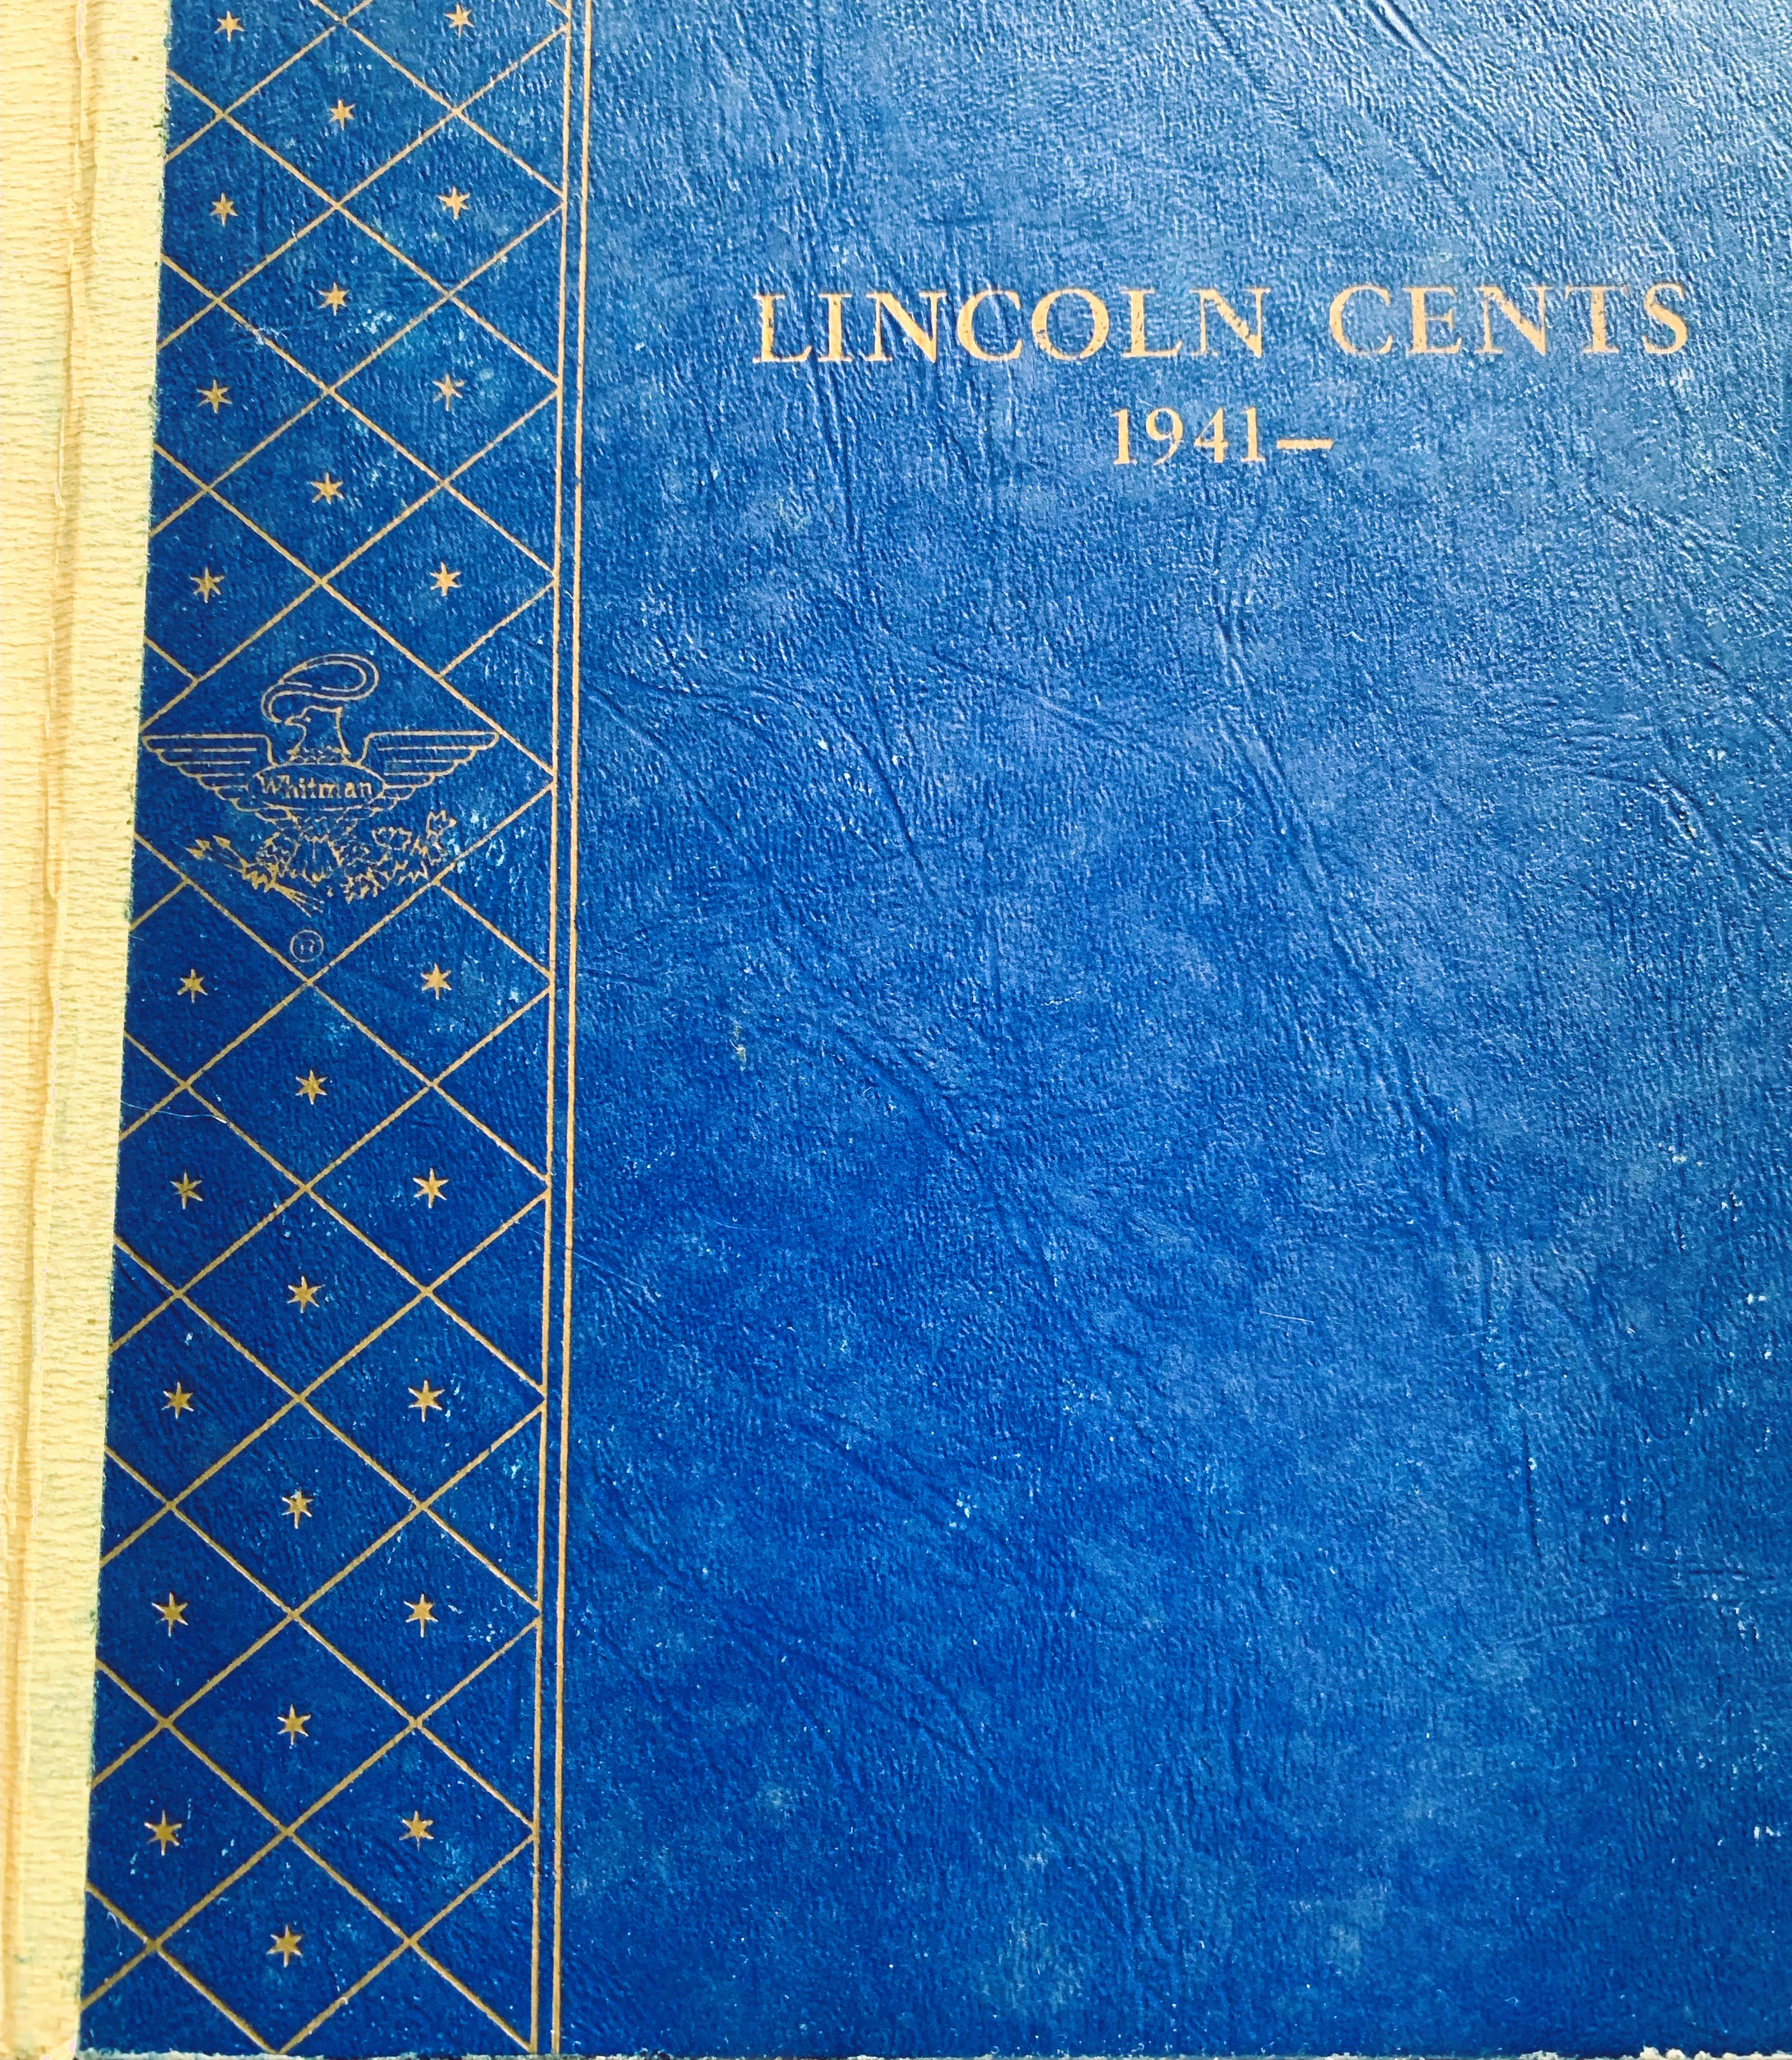 LINCOLN CENTS
1941—
Whitman
®